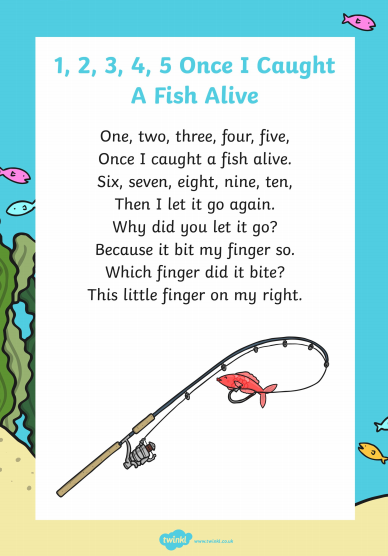 1, 2, 3, 4, 5 Once I Caught
A Fish Alive
One, two, three, four, five,
Once I caught a fish alive.
Six, seven, eight, nine, ten,
Then I let it go again.
Why did you let it go?
Because it bit my finger so.
Which finger did it bite?
This little finger on my right.
twinkl www.twinkl.co.uk